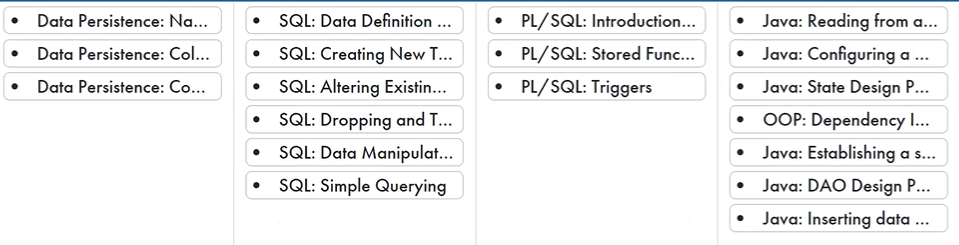 Data Persistence: Na...
Data Persistence: Col...
Data Persistence: Co...
SQL: Data Definition ...
SQL: Creating New T...
SQL: Altering Existin...
SQL: Dropping and T...
SQL: Data Manipulat...
SQL: Simple Querying
PL/SQL: Introduction...
PL/SQL: Stored Func...
PL/SQL: Triggers
Java: Reading from a...
Java: Configuring a ...
Java: State Design P...
OOP: Dependency I...
Java: Establishing a s...
Java: DAO Design P...
Java: Inserting data ...